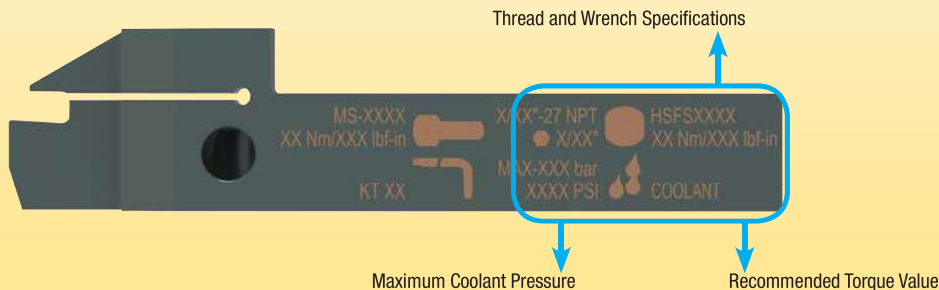 Thread and Wrench Specifications
MS-XXXX
XX Nm/XXX lbf-in
KT XX
X/XX"-27 NPT
X/XX"
MAX-XXX bar
XXXX PSI
HSFSXXXX
XX Nm/XXX lbf-in
COOLANT
Maximum Coolant Pressure
Recommended Torque Value